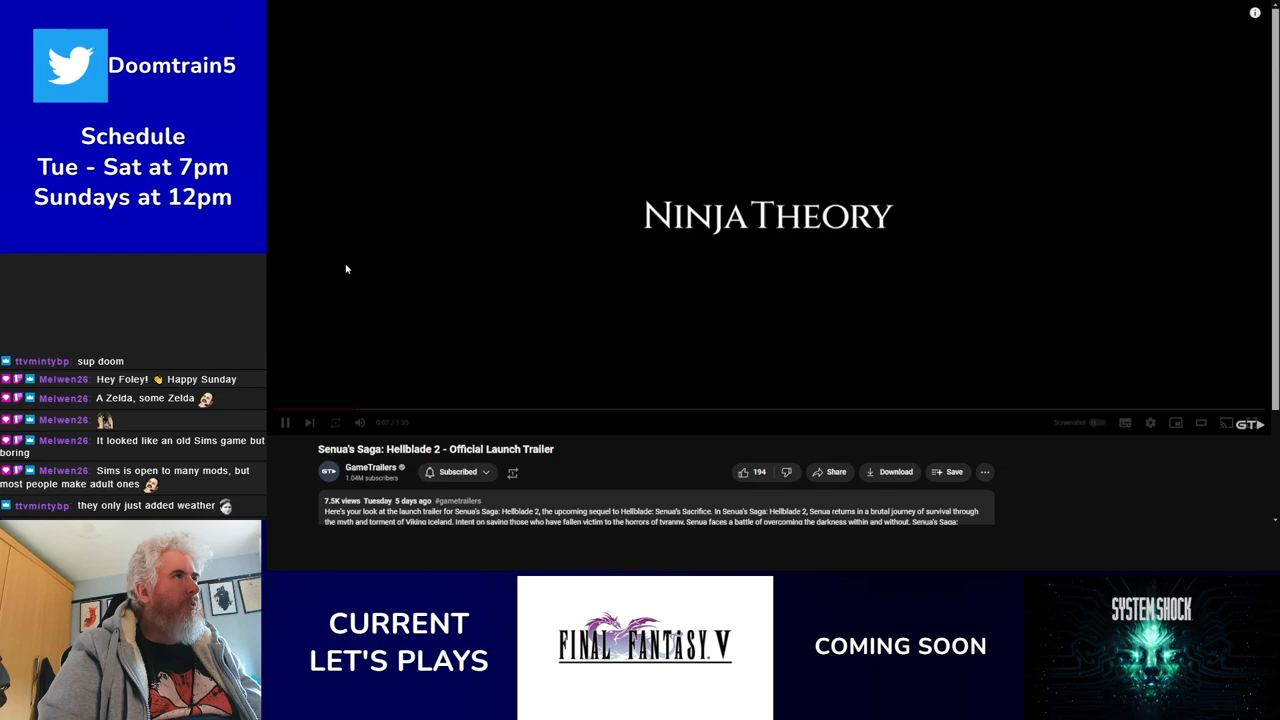 Doomtrain5
Schedule
Tue - Sat at 7pm
Sundays at 12pm
ttvmintybp: sup doom
Melwen26: Hey Foley! 👋 Happy Sunday
Melwen26: A Zelda, some Zelda
Melwen26:
Melwen26: It looked like an old Sims game but
boring
Melwen26: Sims is open to many mods, but
most people make adult ones
ttvmintybp: they only just added weather
NINJA THEORY
0:07 / 1:30
Screenshot
GT
Senua's Saga: Hellblade 2 - Official Launch Trailer
GT
GameTrailers
1.04M subscribers
Subscribed
194
Share
Download
Save
7.5K views Tuesday 5 days ago #gametrailers
Here's your look at the launch trailer for Senua's Saga: Hellblade 2, the upcoming sequel to Hellblade: Senua's Sacrifice. In Senua's Saga: Hellblade 2, Senua returns in a brutal journey of survival through
the myth and torment of Viking Iceland. Intent on saving those who have fallen victim to the horrors of tyranny, Senua faces a battle of overcoming the darkness within and without. Senua's Saga:
CURRENT
LET'S PLAYS
FINAL FANTASY V
COMING SOON
SYSTEM SHOCK